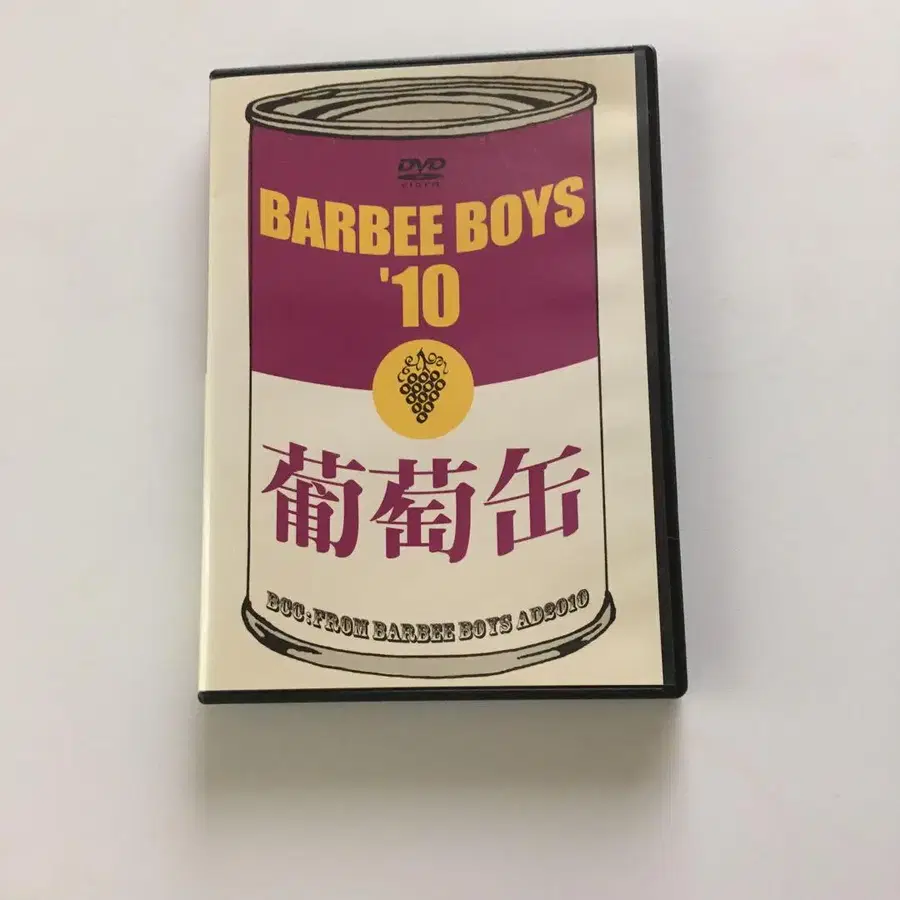 DVD
VIDEO
BARBEE BOYS
'10
葡萄缶
BCC:FROM BARBEE BOYS AD2010